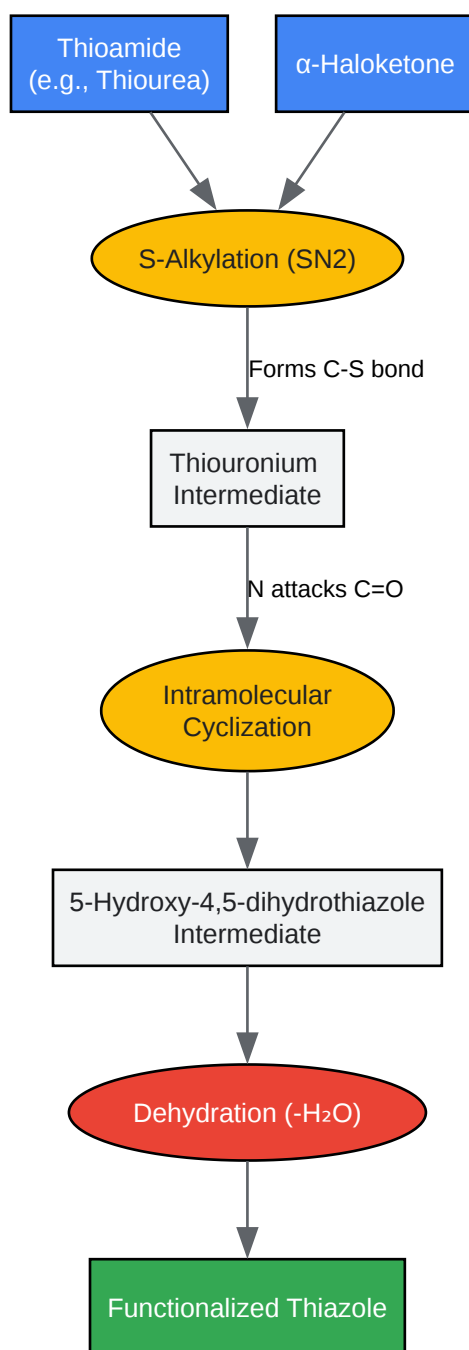 Thioamide
(e.g., Thiourea)
α-Haloketone
S-Alkylation (SN2)
Forms C-S bond
Thiouronium
Intermediate
N attacks C=O
Intramolecular
Cyclization
5-Hydroxy-4,5-dihydrothiazole
Intermediate
Dehydration (-H₂O)
Functionalized Thiazole